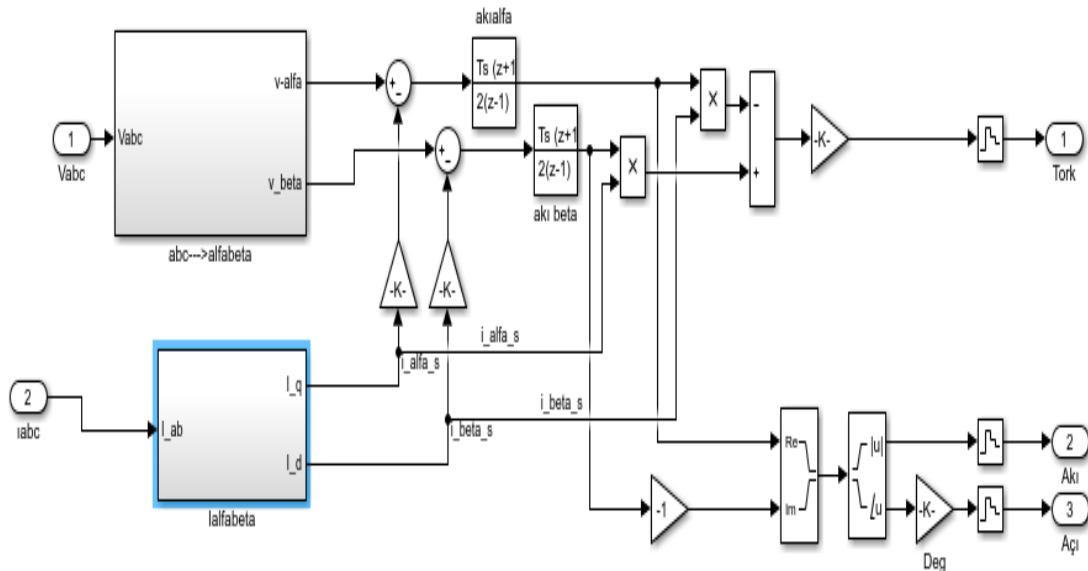 akıalfa
v-alfa
+
-
Ts (z+1
2(z-1)
X
-
1
Vabc
Vabc
v_beta
+
-
Ts (z+1
2(z-1)
X
+
-K-
1
Tork
akı beta
abc--->alfabeta
-K-
-K-
i_alfa_s
i_alfa_s
I_q
2
ıabc
I_ab
i_beta_s
i_beta_s
I_d
Re
Im
|u|
∠u
2
Akı
-1
-K-
3
Açı
Ialfabeta
Deg